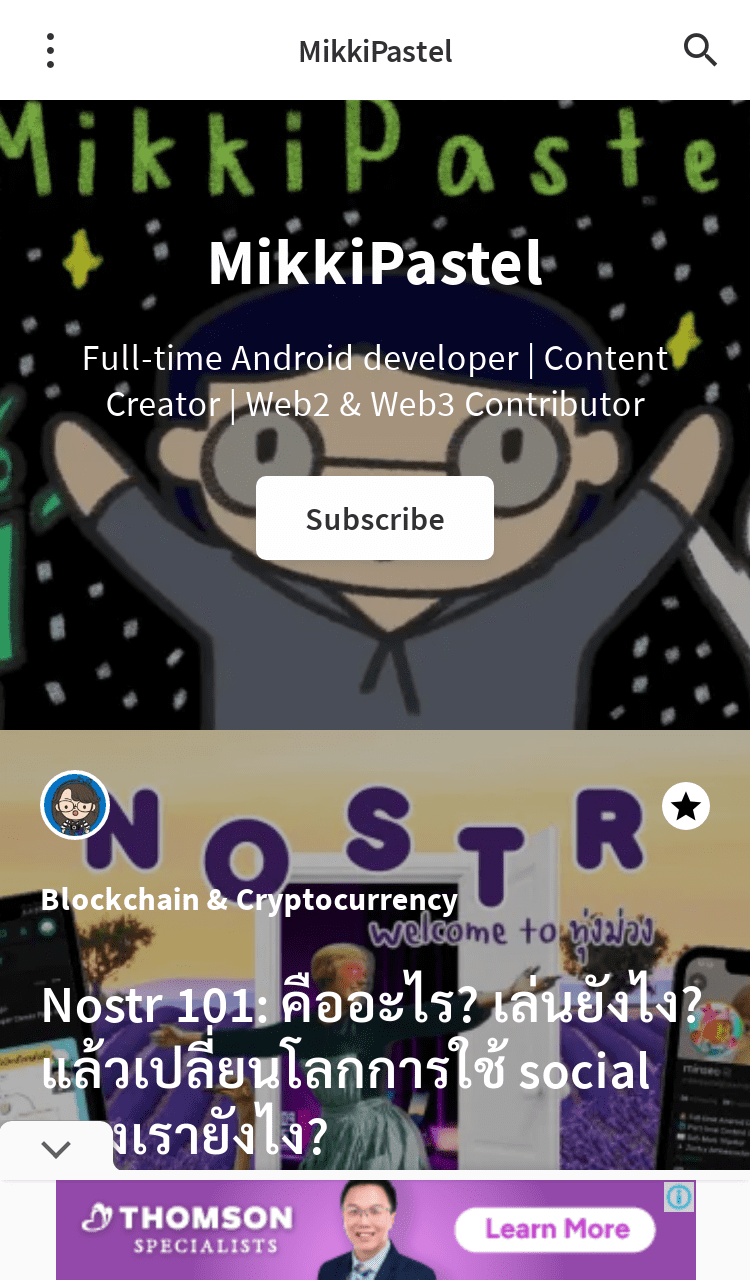 MikkiPastel
MikkiPaste
MikkiPastel
Full-time Android developer | Content
Creator | Web2 & Web3 Contributor
Subscribe
NOSTR
Blockchain & Cryptocurrency
welcome to ทุ่งม่วง
Nostr 101: คืออะไร? เล่นยังไง?
แล้วเปลี่ยนโลกการใช้ social
งเรายังไง?
THOMSON
SPECIALISTS
Learn More